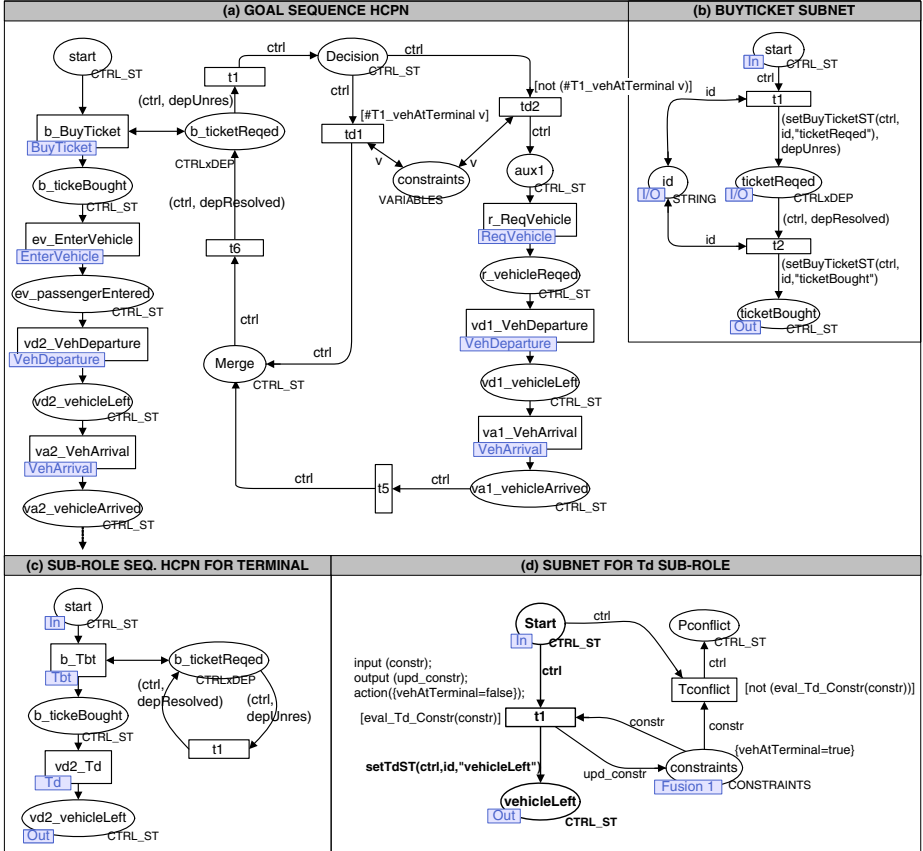 (a) GOAL SEQUENCE HCPN
start
CTRL_ST
b_BuyTicket
BuyTicket
b_tickeBought
CTRL_ST
ev_EnterVehicle
EnterVehicle
ev_passengerEntered
CTRL_ST
vd2_VehDeparture
VehDeparture
vd2_vehicleLeft
CTRL_ST
va2_VehArrival
VehArrival
va2_vehicleArrived
CTRL_ST
t1
ctrl
(ctrl, depUnres)
b_ticketReqed
CTRLxDEP
(ctrl, depResolved)
t6
ctrl
Merge
CTRL_ST
Decision
CTRL_ST
ctrl
ctrl
[#T1_vehAtTerminal v]
td1
v
v
constraints
VARIABLES
ctrl
[not (#T1_vehAtTerminal v)]
td2
ctrl
aux1
CTRL_ST
r_ReqVehicle
ReqVehicle
r_vehicleReqed
CTRL_ST
vd1_VehDeparture
VehDeparture
vd1_vehicleLeft
CTRL_ST
va1_VehArrival
VehArrival
va1_vehicleArrived
CTRL_ST
ctrl
t5
ctrl
(b) BUYTICKET SUBNET
start
In
CTRL_ST
ctrl
id
t1
(setBuyTicketST(ctrl,
id,"ticketReqed"),
depUnres)
id
I/O
STRING
ticketReqed
I/O
CTRLxDEP
(ctrl, depResolved)
id
t2
(setBuyTicketST(ctrl,
id,"ticketBought")
ticketBought
Out
CTRL_ST
(c) SUB-ROLE SEQ. HCPN FOR TERMINAL
start
In
CTRL_ST
b_Tbt
Tbt
b_tickeBought
CTRL_ST
vd2_Td
Td
vd2_vehicleLeft
Out
CTRL_ST
b_ticketReqed
CTRLxDEP
(ctrl,
depResolved)
(ctrl,
depUnres)
t1
(d) SUBNET FOR Td SUB-ROLE
Start
In
CTRL_ST
ctrl
ctrl
Pconflict
CTRL_ST
ctrl
input (constr);
output (upd_constr);
action({vehAtTerminal=false});
[eval_Td_Constr(constr)]
t1
Tconflict
[not (eval_Td_Constr(constr))]
constr
constr
{vehAtTerminal=true}
upd_constr
constraints
Fusion 1
CONSTRAINTS
setTdST(ctrl,id,"vehicleLeft")
vehicleLeft
Out
CTRL_ST